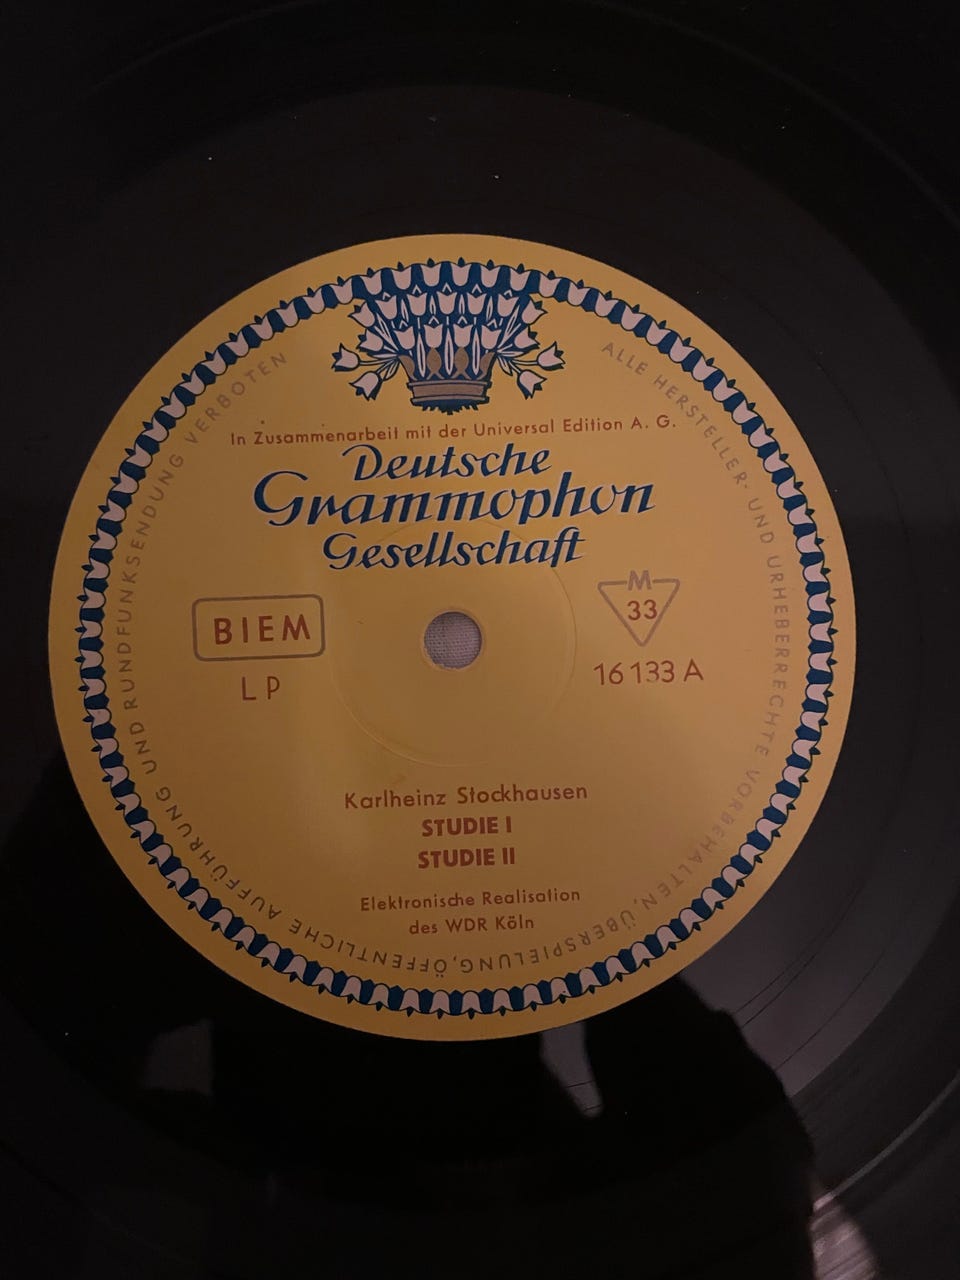 In Zusammenarbeit mit der Universal Edition A. G.
Deutsche
Grammophon
Gesellschaft
BIEM
LP
M
33
16 133 A
Karlheinz Stockhausen
STUDIE I
STUDIE II
Elektronische Realisation
des WDR Köln
ALLE HERSTELLER- UND URHEBERRECHTE VORBEHALTEN, ÜBERSPIELUNG, ÖFFENTLICHE AUFFÜHRUNG UND RUNDFUNKSENDUNG VERBOTEN